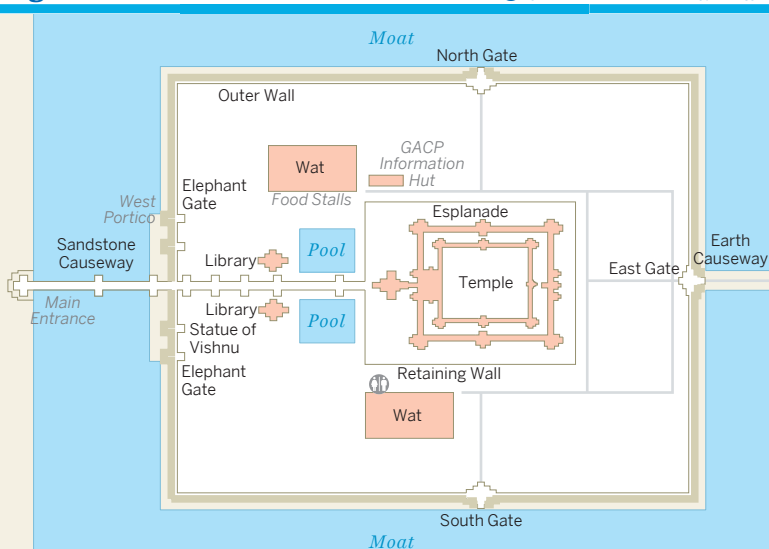 Moat
North Gate
Outer Wall
GACP
Information
Hut
Wat
Food Stalls
Elephant
Gate
West
Portico
Esplanade
Sandstone
Causeway
Library
Pool
Earth
Causeway
East Gate
Temple
Main
Entrance
Library
Pool
Statue of
Vishnu
Elephant
Gate
Retaining Wall
Wat
South Gate
Moat